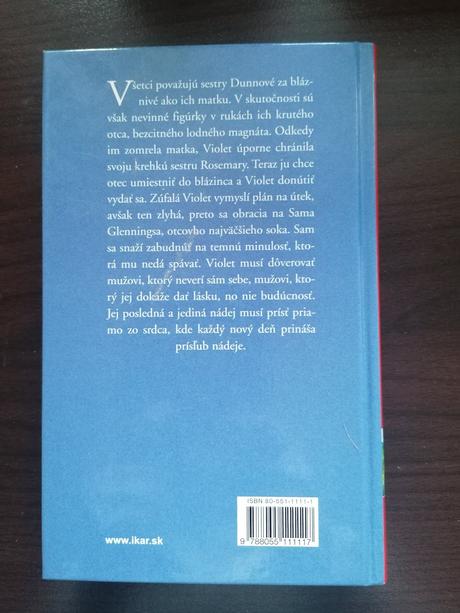 Všetci považujú sestry Dunnové za bláz-
nivé ako ich matku. V skutočnosti sú
však nevinné figúrky v rukách ich krutého
otca, bezcitného lodného magnáta. Odkedy
im zomrela matka, Violet úporne chránila
svoju krehkú sestru Rosemary. Teraz ju chce
otec umiestniť do blázinca a Violet donútiť
vydať sa. Zúfalá Violet vymyslí plán na útek,
avšak ten zlyhá, preto sa obracia na Sama
Glenningsa, otcovho najväčšieho soka. Sam
sa snaží zabudnúť na temnú minulosť, kto-
rá mu nedá spávať. Violet musí dôverovať
mužovi, ktorý neverí sám sebe, mužovi, kto-
rý jej dokáže dať lásku, no nie budúcnosť.
Jej posledná a jediná nádej musí prísť pria-
mo zo srdca, kde každý nový deň prináša
prísľub nádeje.
ISBN 80-551-1111-1
9 788055 111117
www.ikar.sk